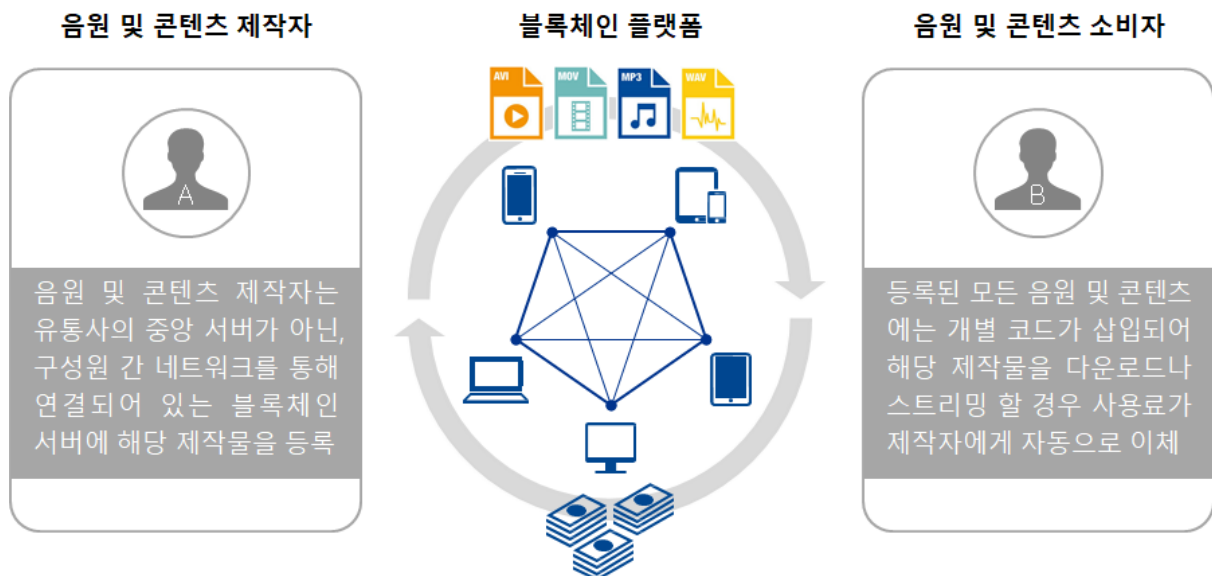 음원 및 콘텐츠 제작자
블록체인 플랫폼
음원 및 콘텐츠 소비자
AVI
MOV
MP3
WAV
A
음원 및 콘텐츠 제작자는
유통사의 중앙 서버가 아닌,
구성원 간 네트워크를 통해
연결되어 있는 블록체인
서버에 해당 제작물을 등록
B
등록된 모든 음원 및 콘텐츠
에는 개별 코드가 삽입되어
해당 제작물을 다운로드나
스트리밍 할 경우 사용료가
제작자에게 자동으로 이체